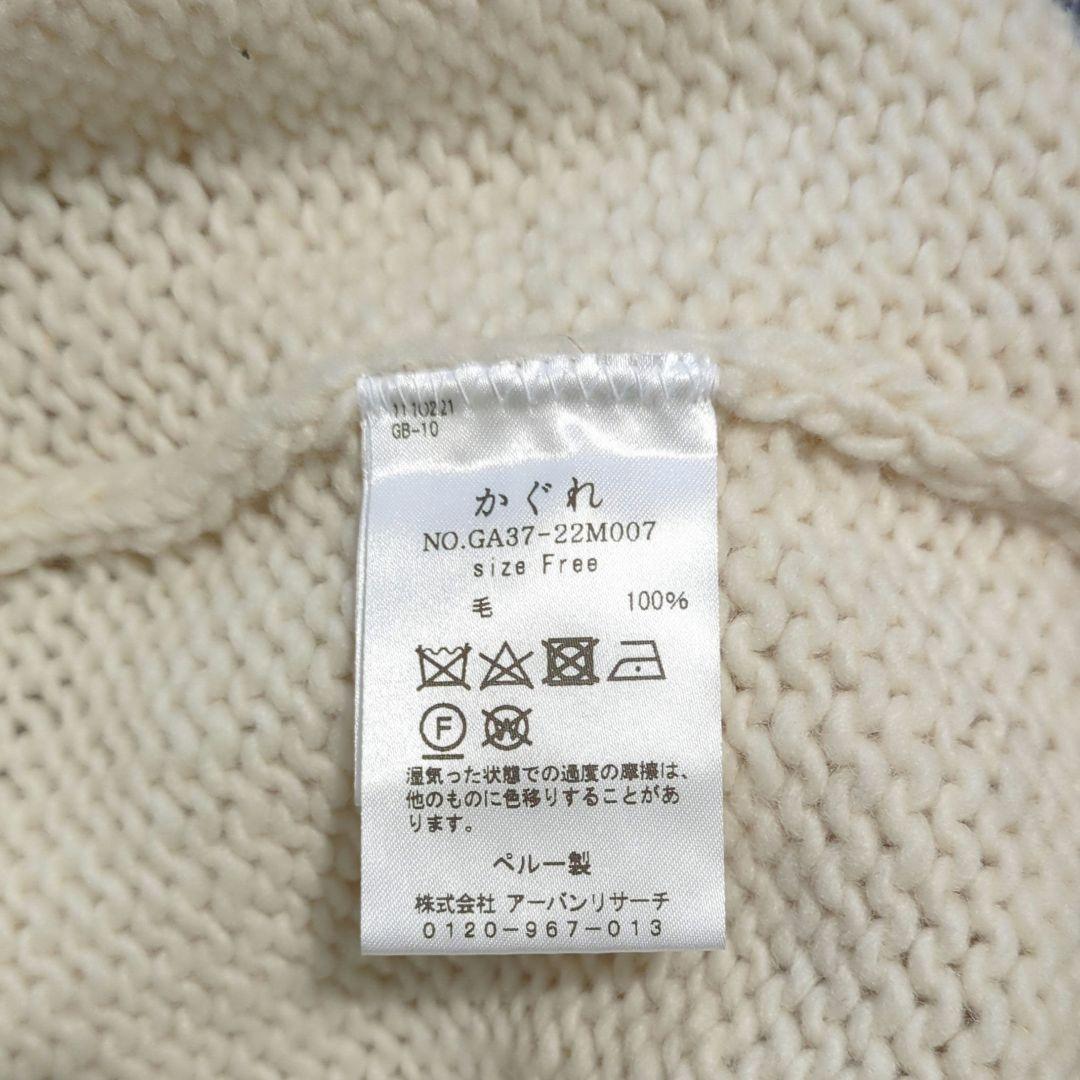 1110221
GB-10
かぐれ
NO.GA37-22M007
size Free
毛 100%
F W
湿気った状態での過度の摩擦は、
他のものに色移りすることがあ
ります。
ペルー製
株式会社 アーバンリサーチ
0120-967-013